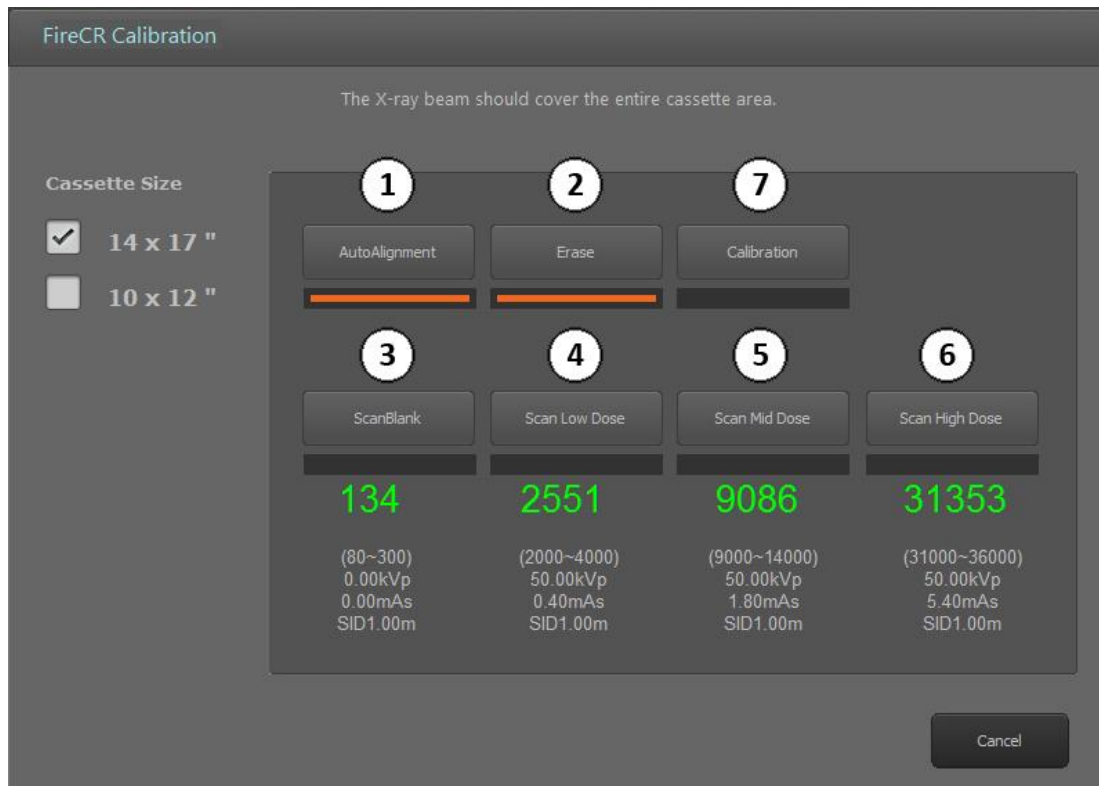 FireCR Calibration
The X-ray beam should cover the entire cassette area.
Cassette Size
14 x 17 "
10 x 12 "
1 2 7
AutoAlignment Erase Calibration
3 4 5 6
ScanBlank Scan Low Dose Scan Mid Dose Scan High Dose
134 2551 9086 31353
(80~300) (2000~4000) (9000~14000) (31000~36000)
0.00kVp 50.00kVp 50.00kVp 50.00kVp
0.00mAs 0.40mAs 1.80mAs 5.40mAs
SID1.00m SID1.00m SID1.00m SID1.00m
Cancel